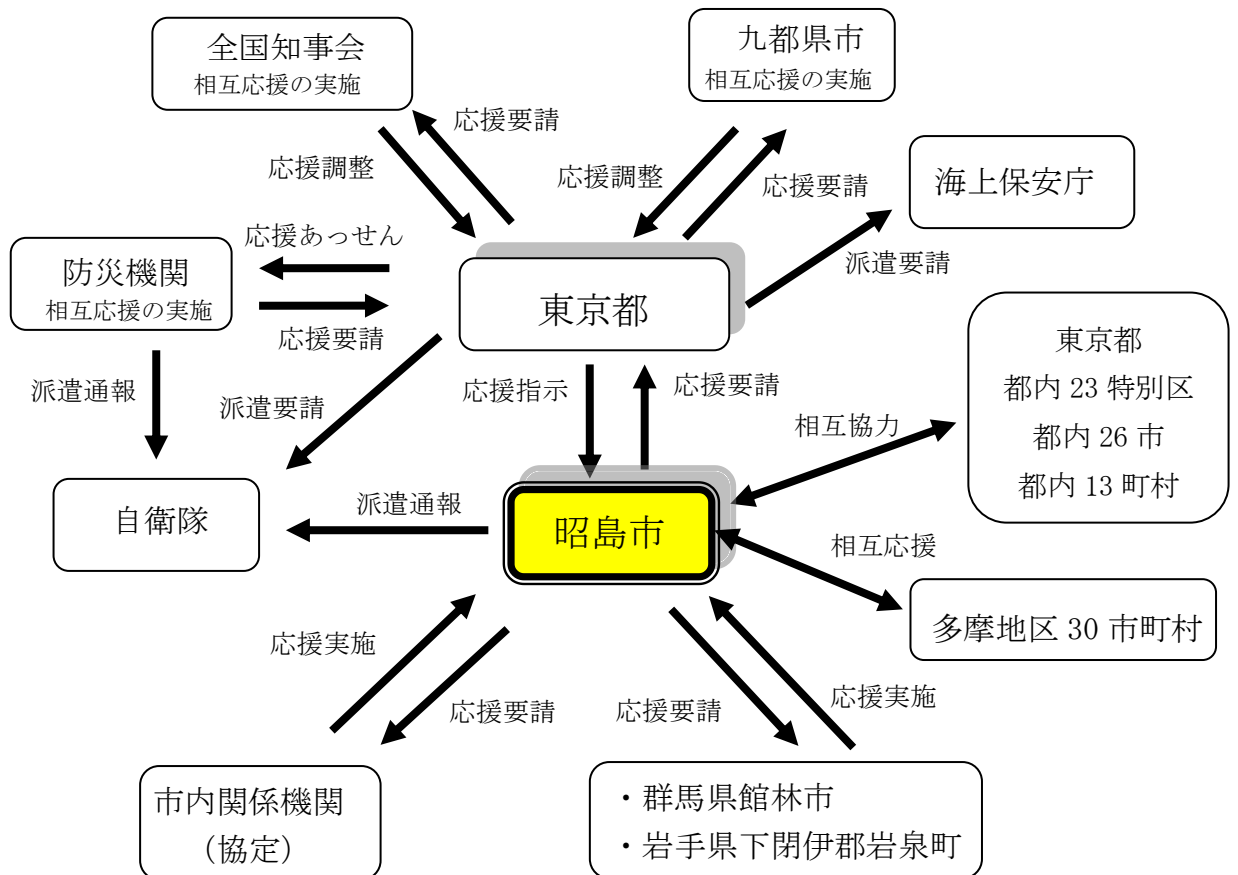 全国知事会
相互応援の実施
九都県市
相互応援の実施
応援要請
応援調整
応援調整
応援要請
海上保安庁
応援あっせん
派遣要請
防災機関
相互応援の実施
東京都
応援要請
派遣通報
派遣要請
応援指示
応援要請
東京都
都内 23 特別区
都内 26 市
都内 13 町村
相互協力
自衛隊
派遣通報
昭島市
相互応援
多摩地区 30 市町村
応援実施
応援要請
応援要請
応援実施
市内関係機関
（協定）
・群馬県館林市
・岩手県下閉伊郡岩泉町